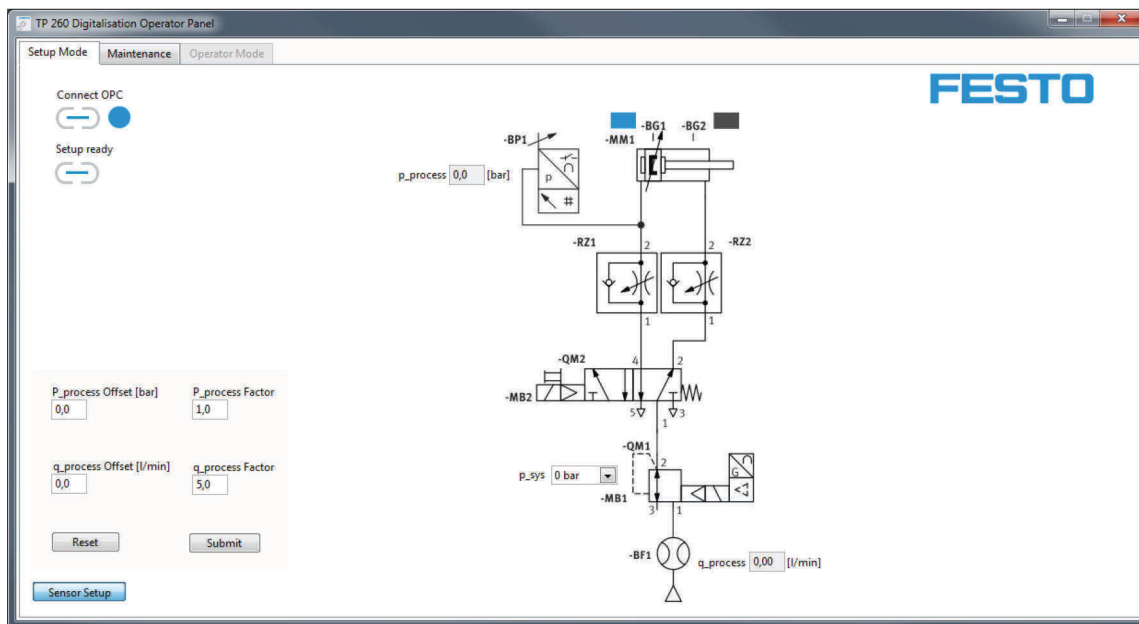 TP 260 Digitalisation Operator Panel
Setup Mode Maintenance Operator Mode
FESTO
Connect OPC
Setup ready
-BP1
-MM1
-BG1
-BG2
p_process 0,0 [bar]
p
#
-RZ1
2
2
-RZ2
1
1
-QM2
4
2
-MB2
5
3
1
P_process Offset [bar] P_process Factor
0,0 1,0
q_process Offset [l/min] q_process Factor
0,0 5,0
Reset Submit
Sensor Setup
-QM1
2
G
p_sys 0 bar
-MB1
3
1
-BF1
q_process 0,00 [l/min]